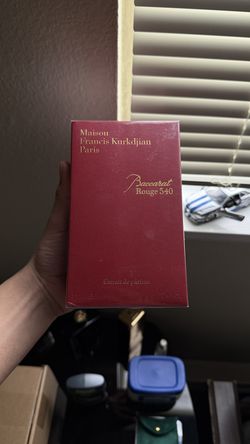 Maison
Francis Kurkdjian
Paris
Baccarat
Rouge 540
Extrait de parfum